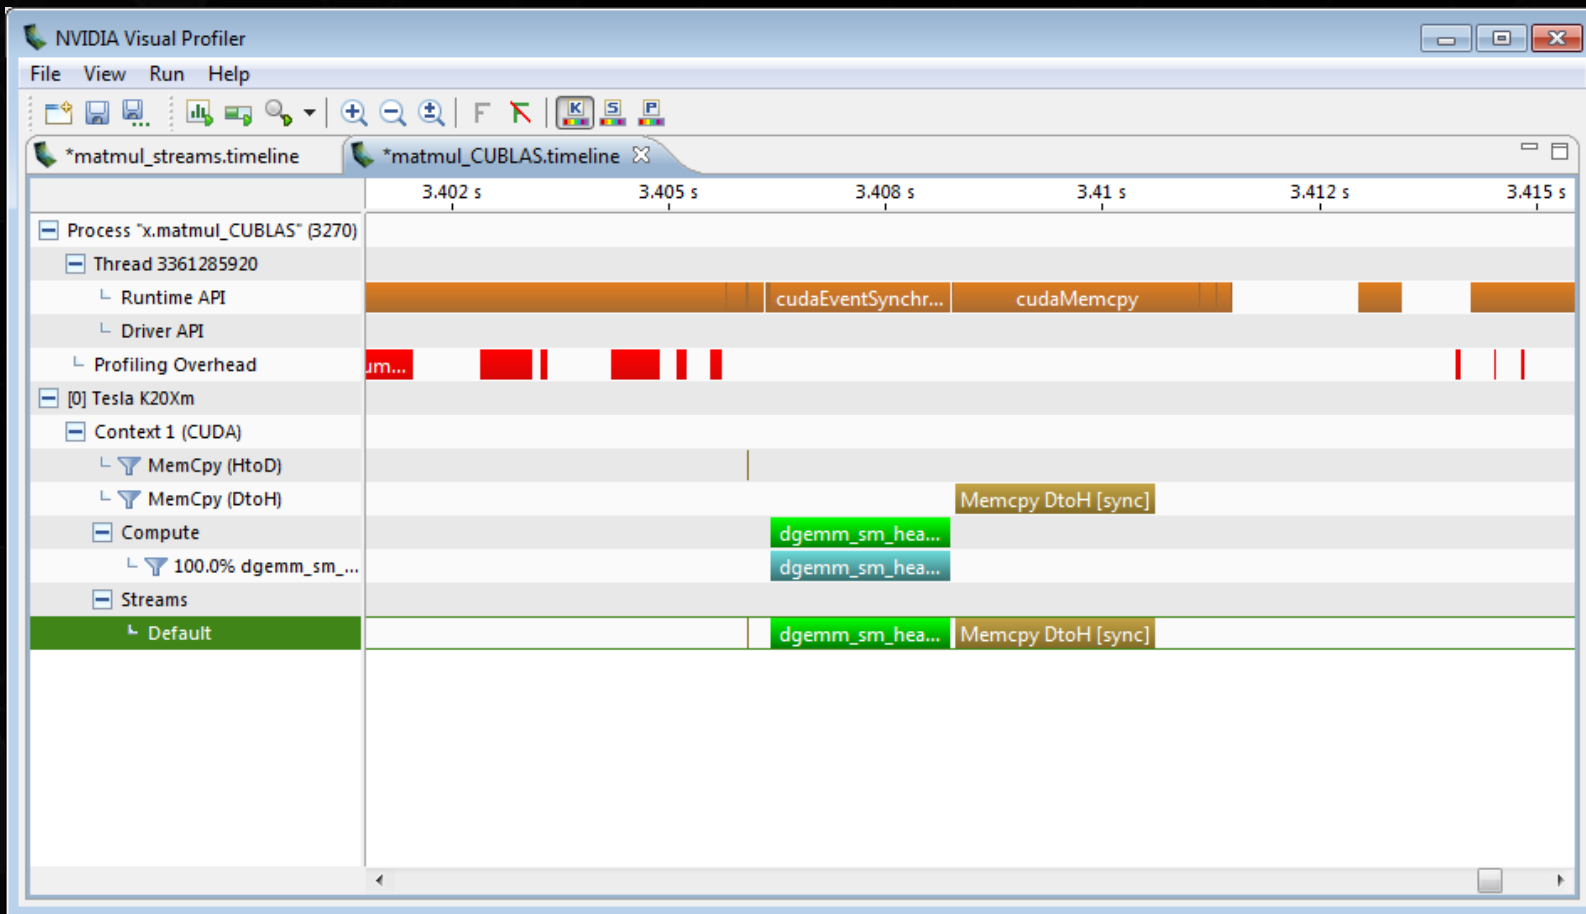 NVIDIA Visual Profiler
File View Run Help
F K S P
*matmul_streams.timeline *matmul_CUBLAS.timeline
3.402 s 3.405 s 3.408 s 3.41 s 3.412 s 3.415 s
Process "x.matmul_CUBLAS" (3270)
Thread 3361285920
Runtime API cudaEventSynchr... cudaMemcpy
Driver API
Profiling Overhead um...
[0] Tesla K20Xm
Context 1 (CUDA)
MemCpy (HtoD)
MemCpy (DtoH) Memcpy DtoH [sync]
Compute dgemm_sm_hea...
100.0% dgemm_sm_... dgemm_sm_hea...
Streams
Default dgemm_sm_hea... Memcpy DtoH [sync]